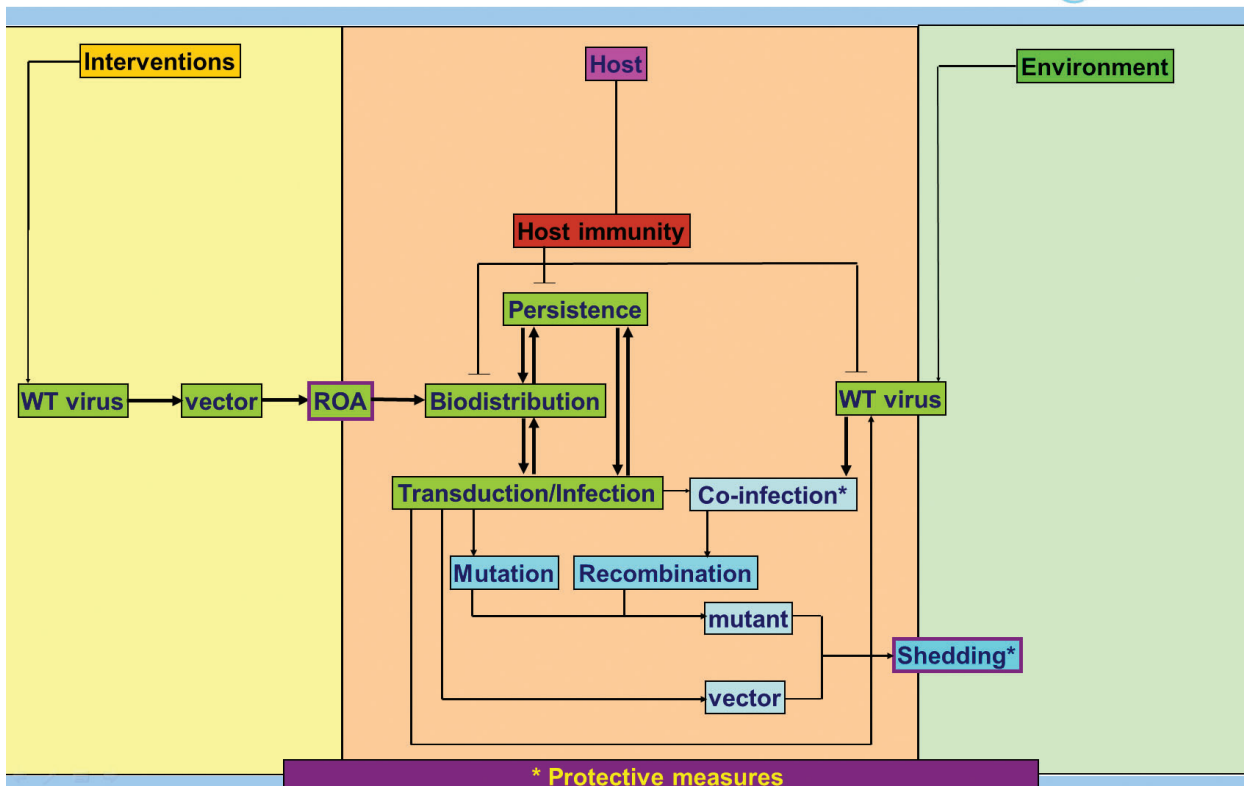 Interventions
Host
Environment
Host immunity
Persistence
WT virus
vector
ROA
Biodistribution
WT virus
Transduction/Infection
Co-infection*
Mutation
Recombination
mutant
Shedding*
vector
* Protective measures